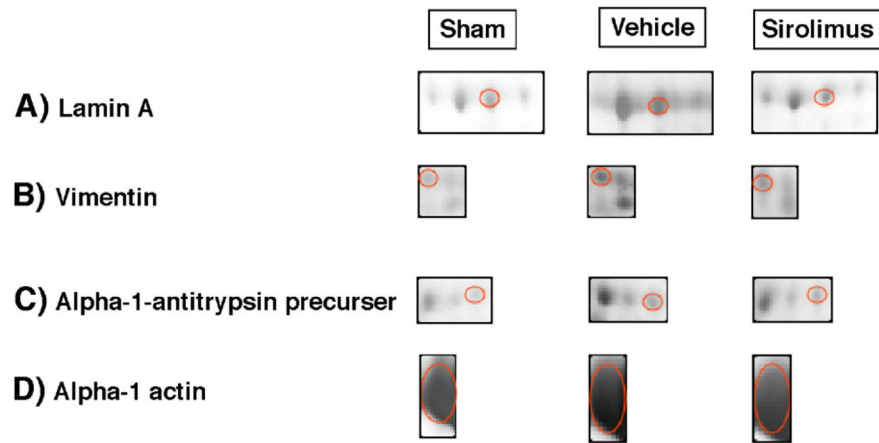 Sham Vehicle Sirolimus
A) Lamin A
B) Vimentin
C) Alpha-1-antitrypsin precurser
D) Alpha-1 actin